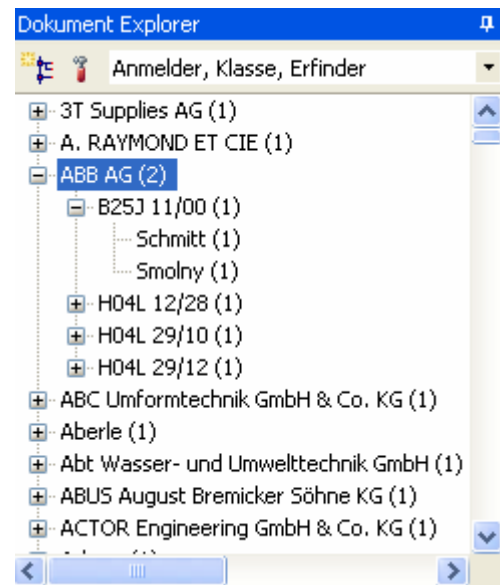 Dokument Explorer
Anmelder, Klasse, Erfinder
3T Supplies AG (1)
A. RAYMOND ET CIE (1)
ABB AG (2)
B25J 11/00 (1)
Schmitt (1)
Smolny (1)
H04L 12/28 (1)
H04L 29/10 (1)
H04L 29/12 (1)
ABC Umformtechnik GmbH & Co. KG (1)
Aberle (1)
Abt Wasser- und Umwelttechnik GmbH (1)
ABUS August Bremicker Söhne KG (1)
ACTOR Engineering GmbH & Co. KG (1)